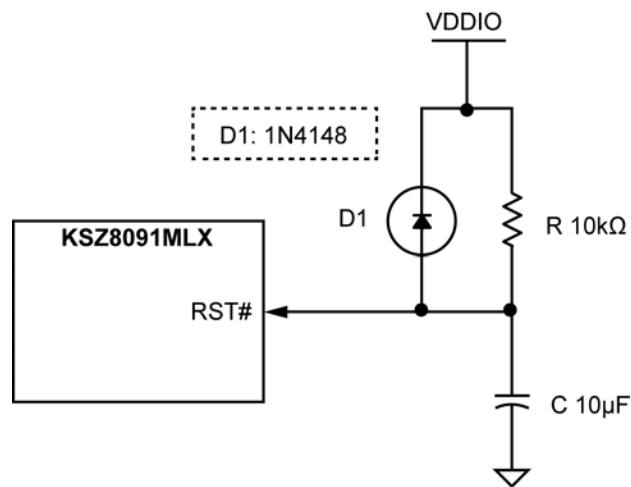 VDDIO
D1: 1N4148
D1
R 10kΩ
KSZ8091MLX
RST#
C 10µF